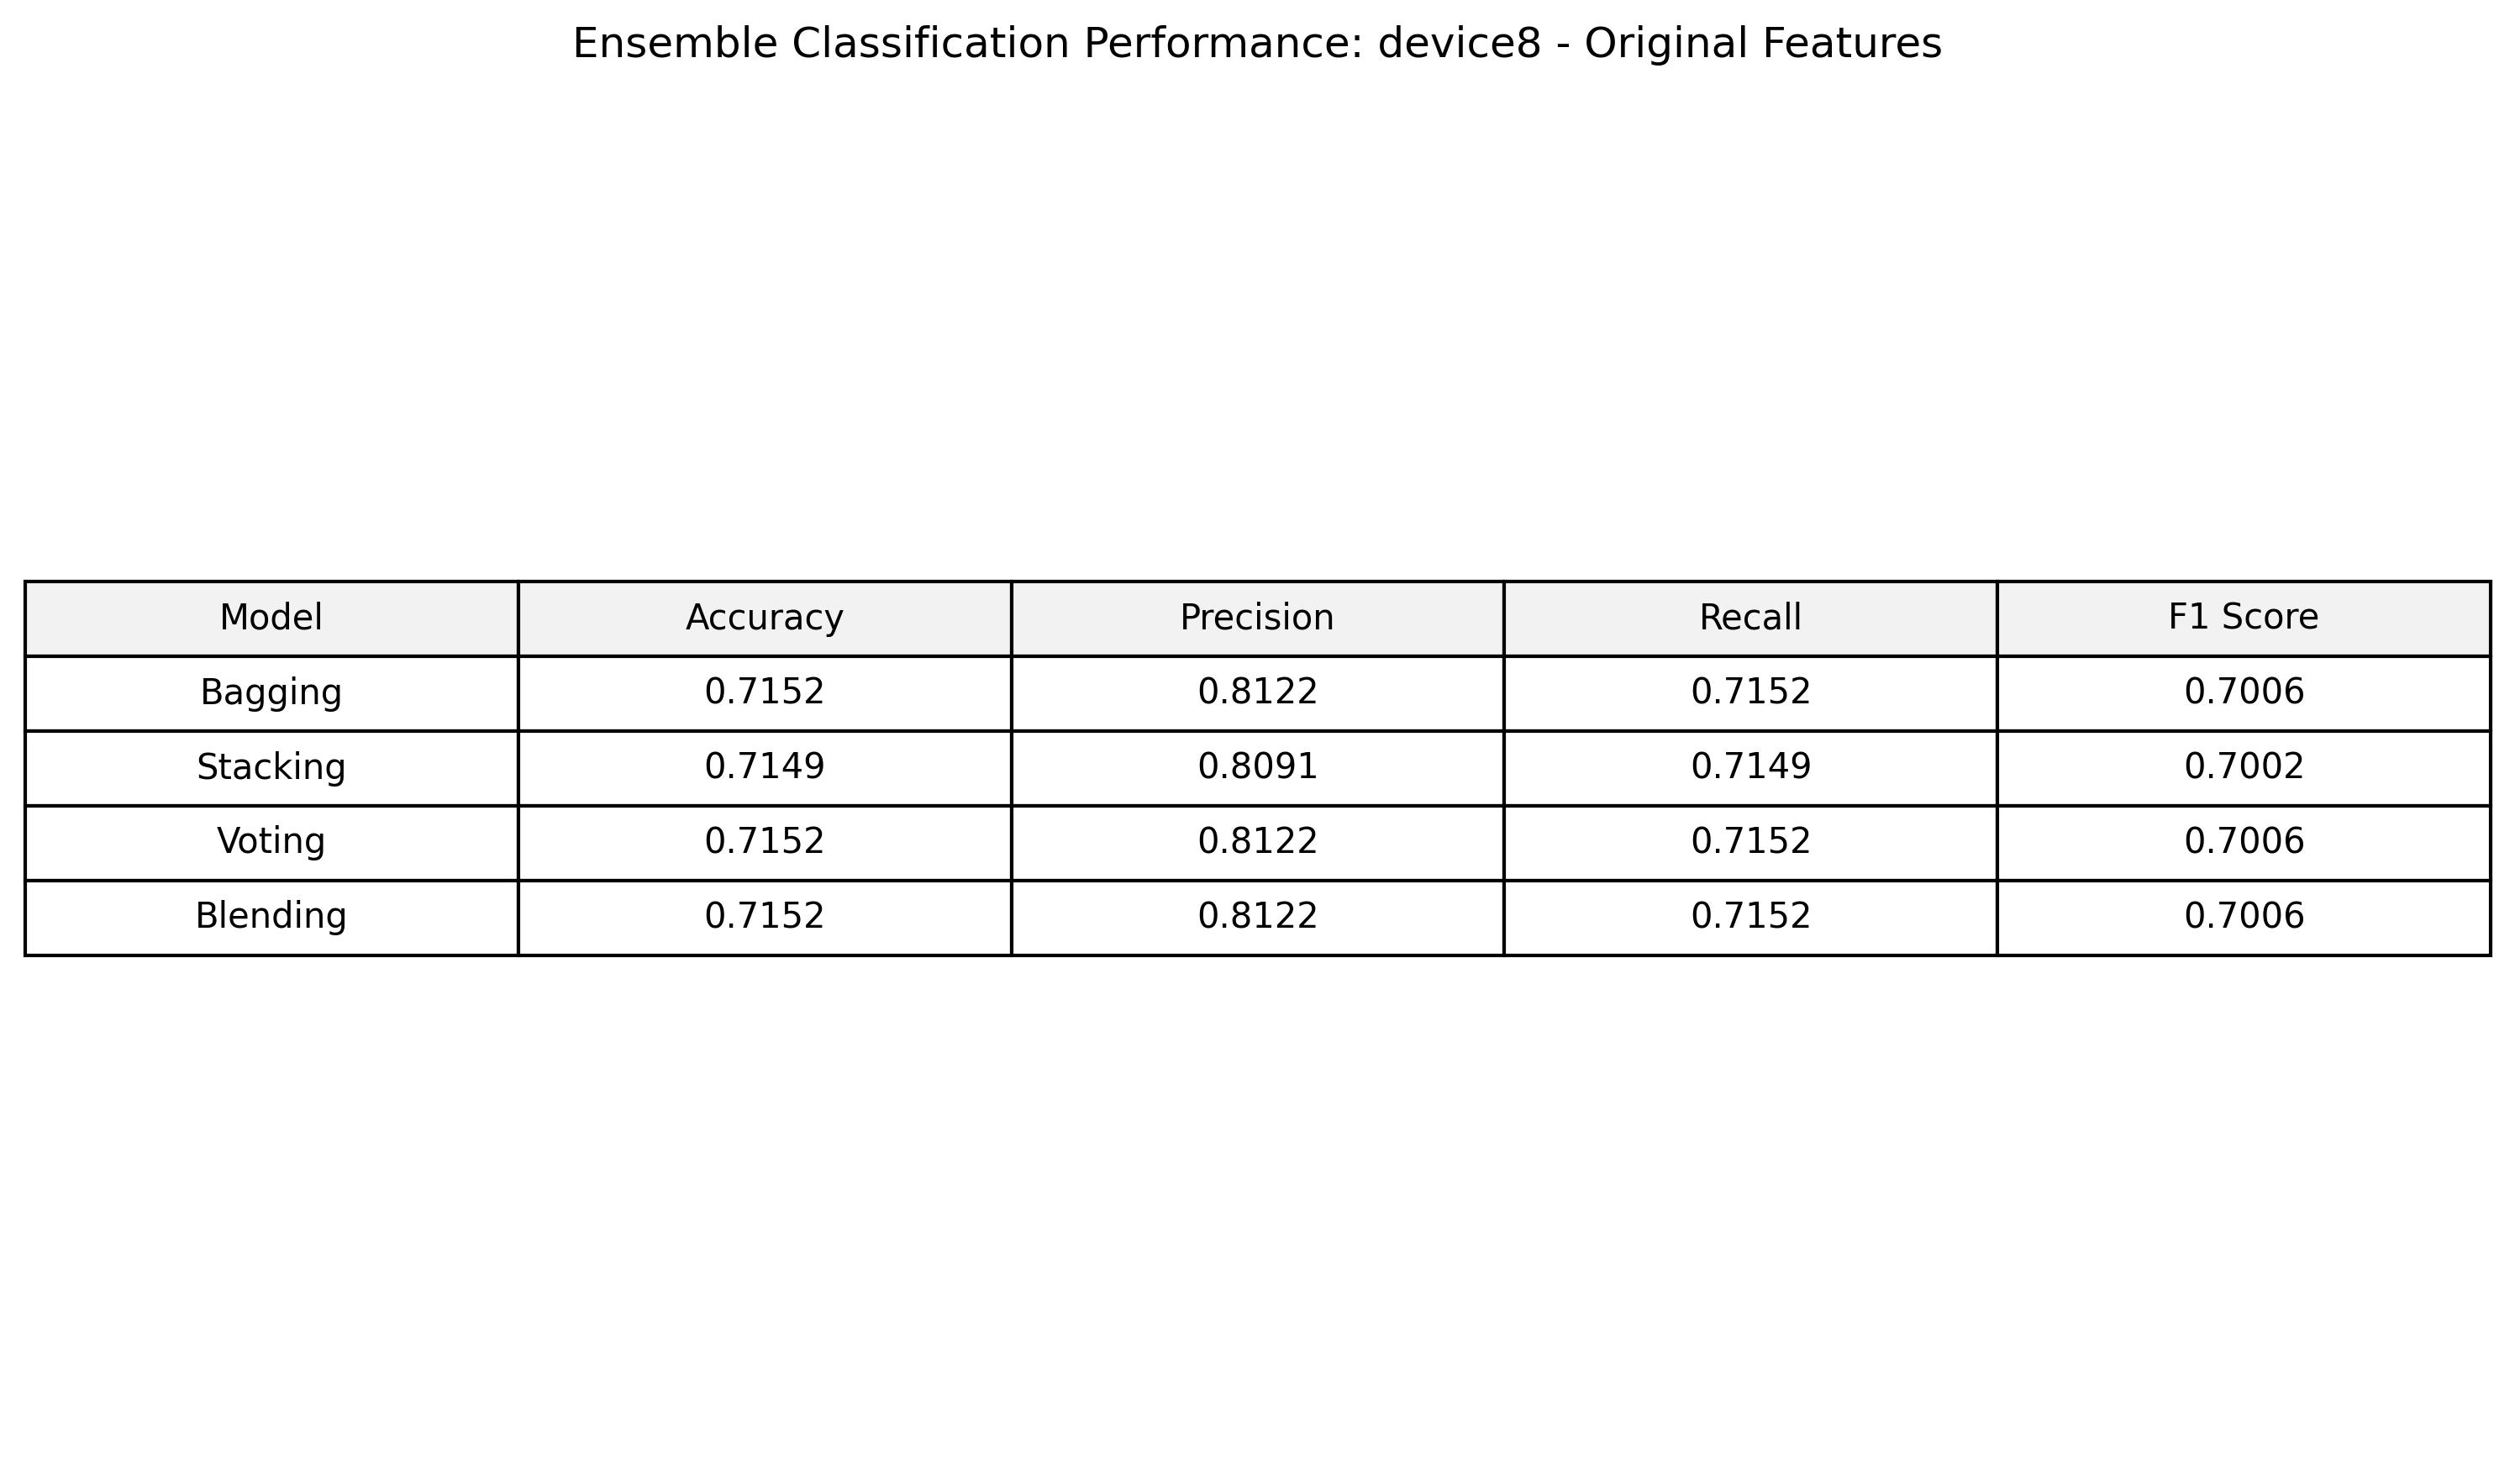 Ensemble Classification Performance: device8 - Original Features
Model Accuracy Precision Recall F1 Score
Bagging 0.7152 0.8122 0.7152 0.7006
Stacking 0.7149 0.8091 0.7149 0.7002
Voting 0.7152 0.8122 0.7152 0.7006
Blending 0.7152 0.8122 0.7152 0.7006